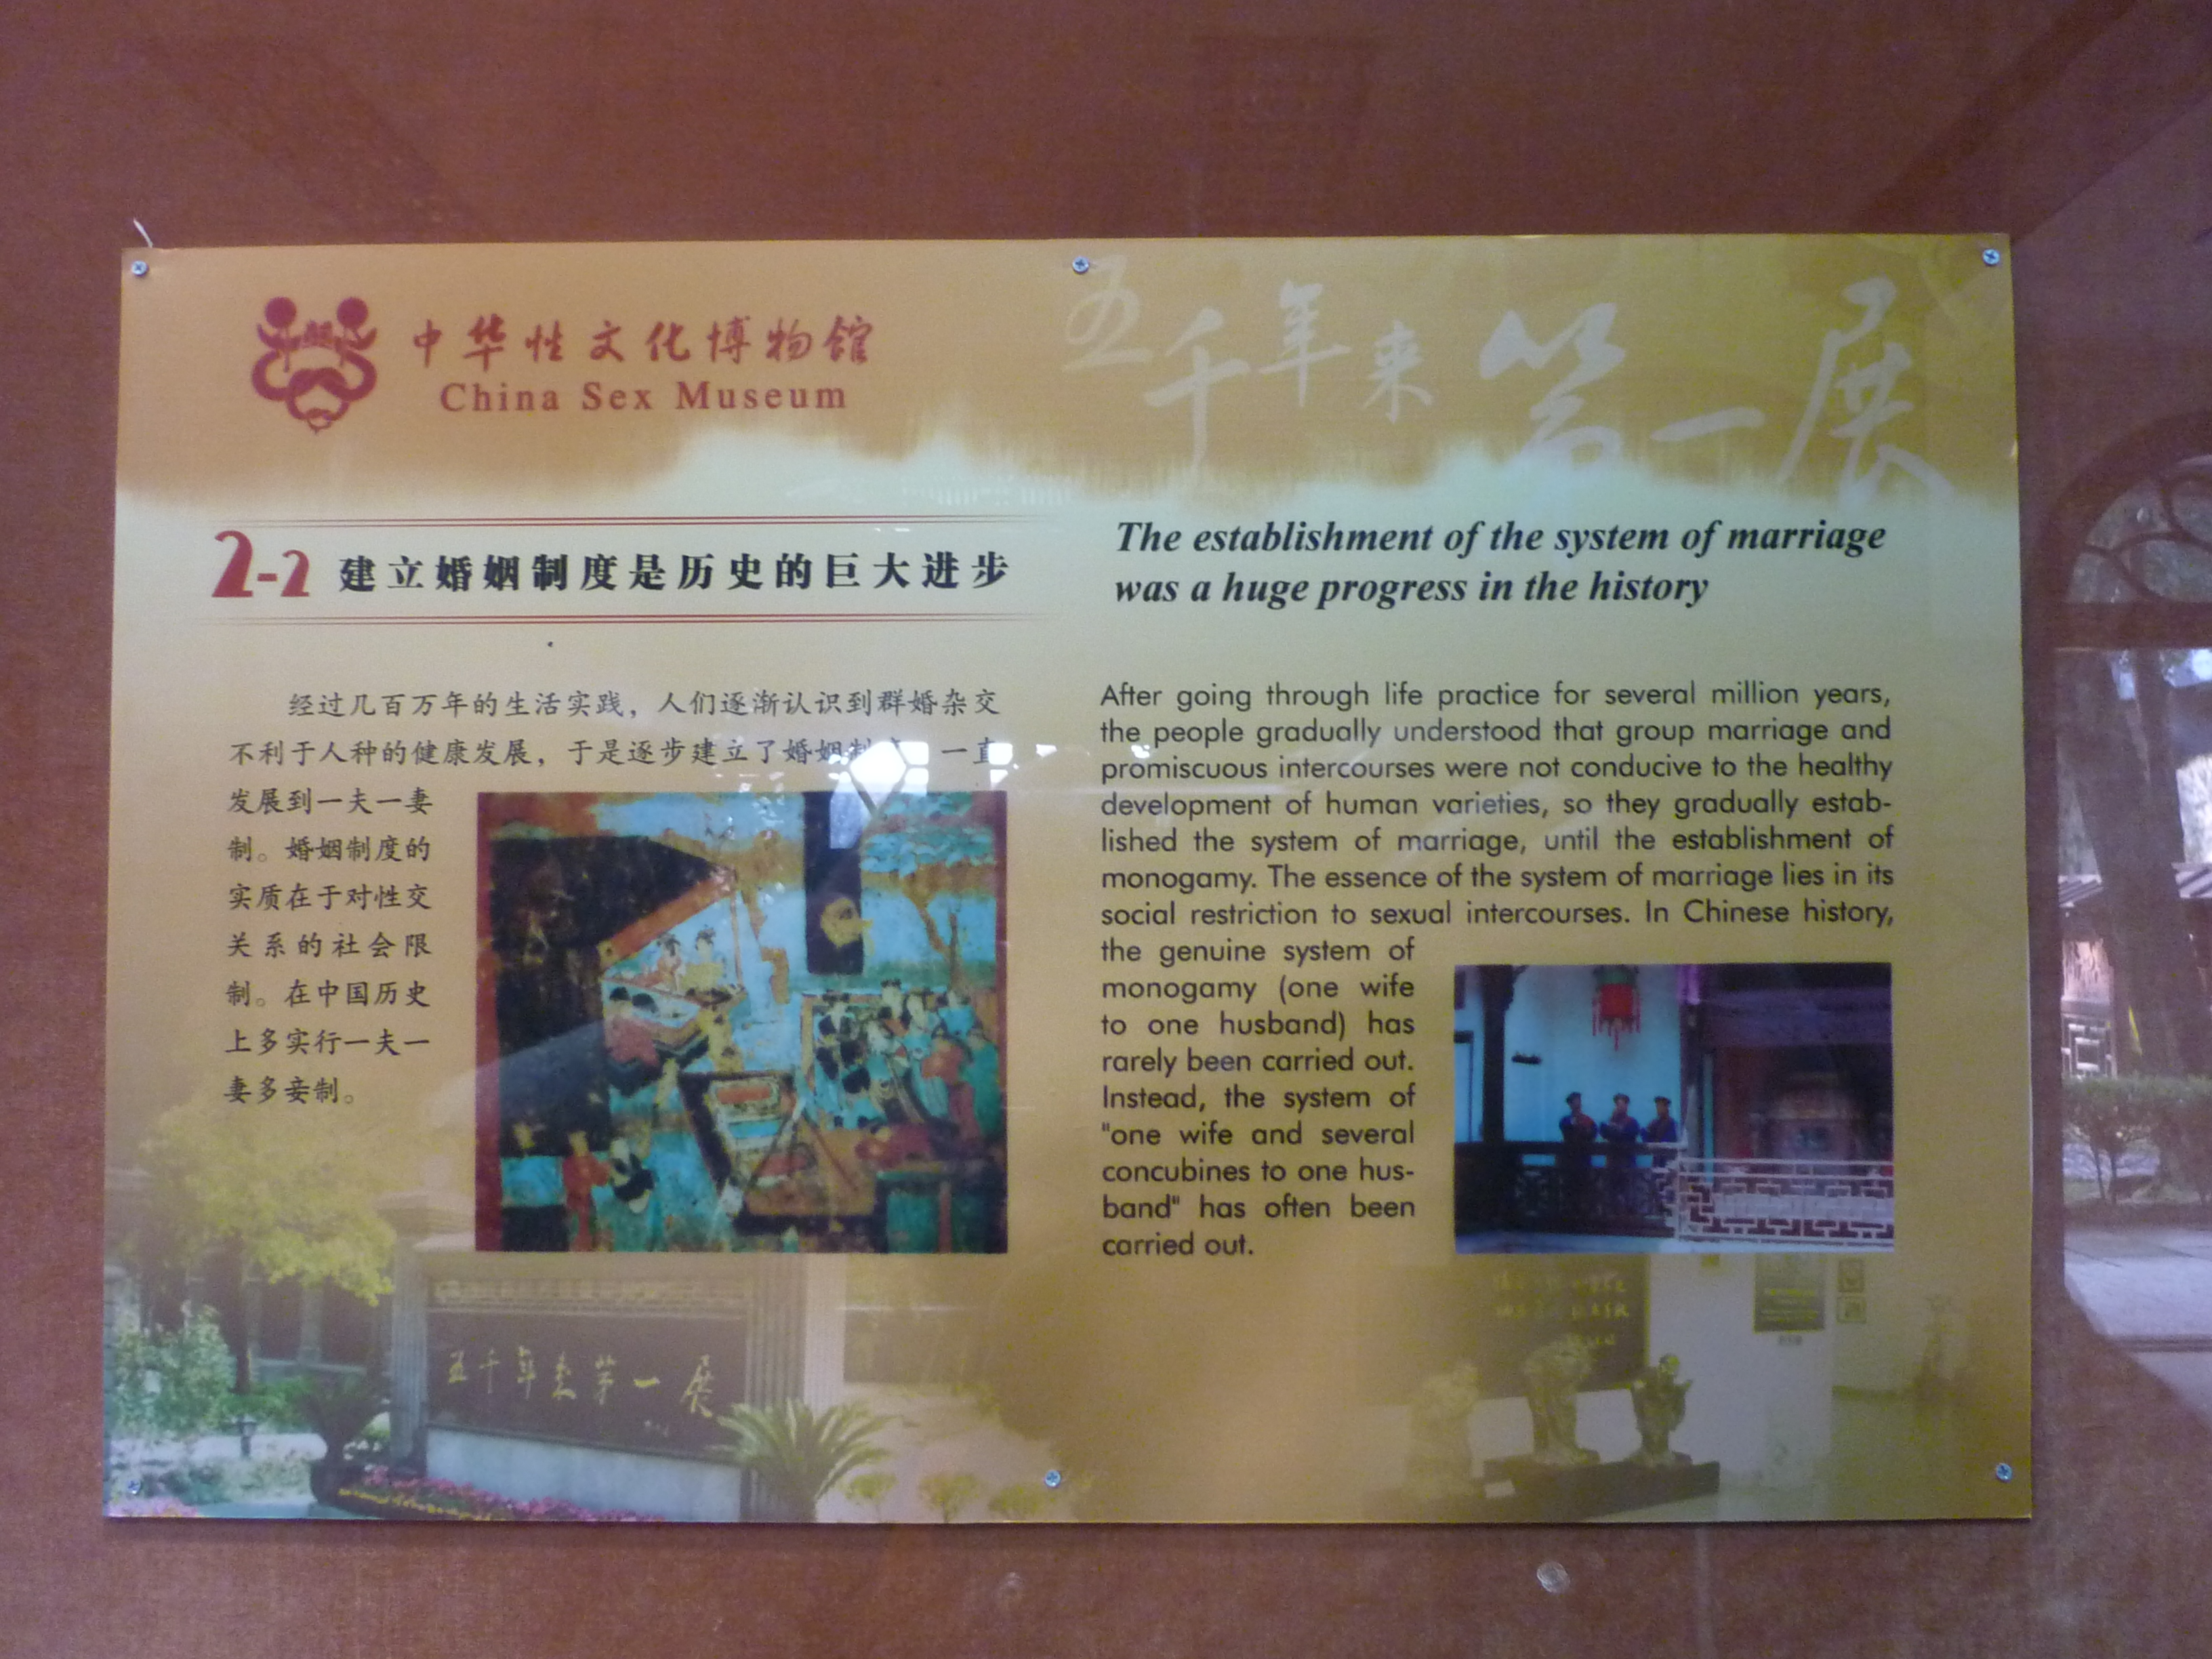 中华性文化博物馆
China Sex Museum
五千年来第一展
2-2 建立婚姻制度是历史的巨大进步
经过几百万年的生活实践，人们逐渐认识到群婚杂交
不利于人种的健康发展，于是逐步建立了婚姻制 一直
发展到一夫一妻
制。婚姻制度的
实质在于对性交
关系的社会限
制。在中国历史
上多实行一夫一
妻多妾制。
The establishment of the system of marriage
was a huge progress in the history
After going through life practice for several million years,
the people gradually understood that group marriage and
promiscuous intercourses were not conducive to the healthy
development of human varieties, so they gradually estab-
lished the system of marriage, until the establishment of
monogamy. The essence of the system of marriage lies in its
social restriction to sexual intercourses. In Chinese history,
the genuine system of
monogamy (one wife
to one husband) has
rarely been carried out.
Instead, the system of
"one wife and several
concubines to one hus-
band" has often been
carried out.
五千年来第一展